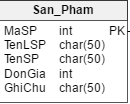 San_Pham
MaSP int PK
TenLSP char(50)
TenSP char(50)
DonGia int
GhiChu char(50)